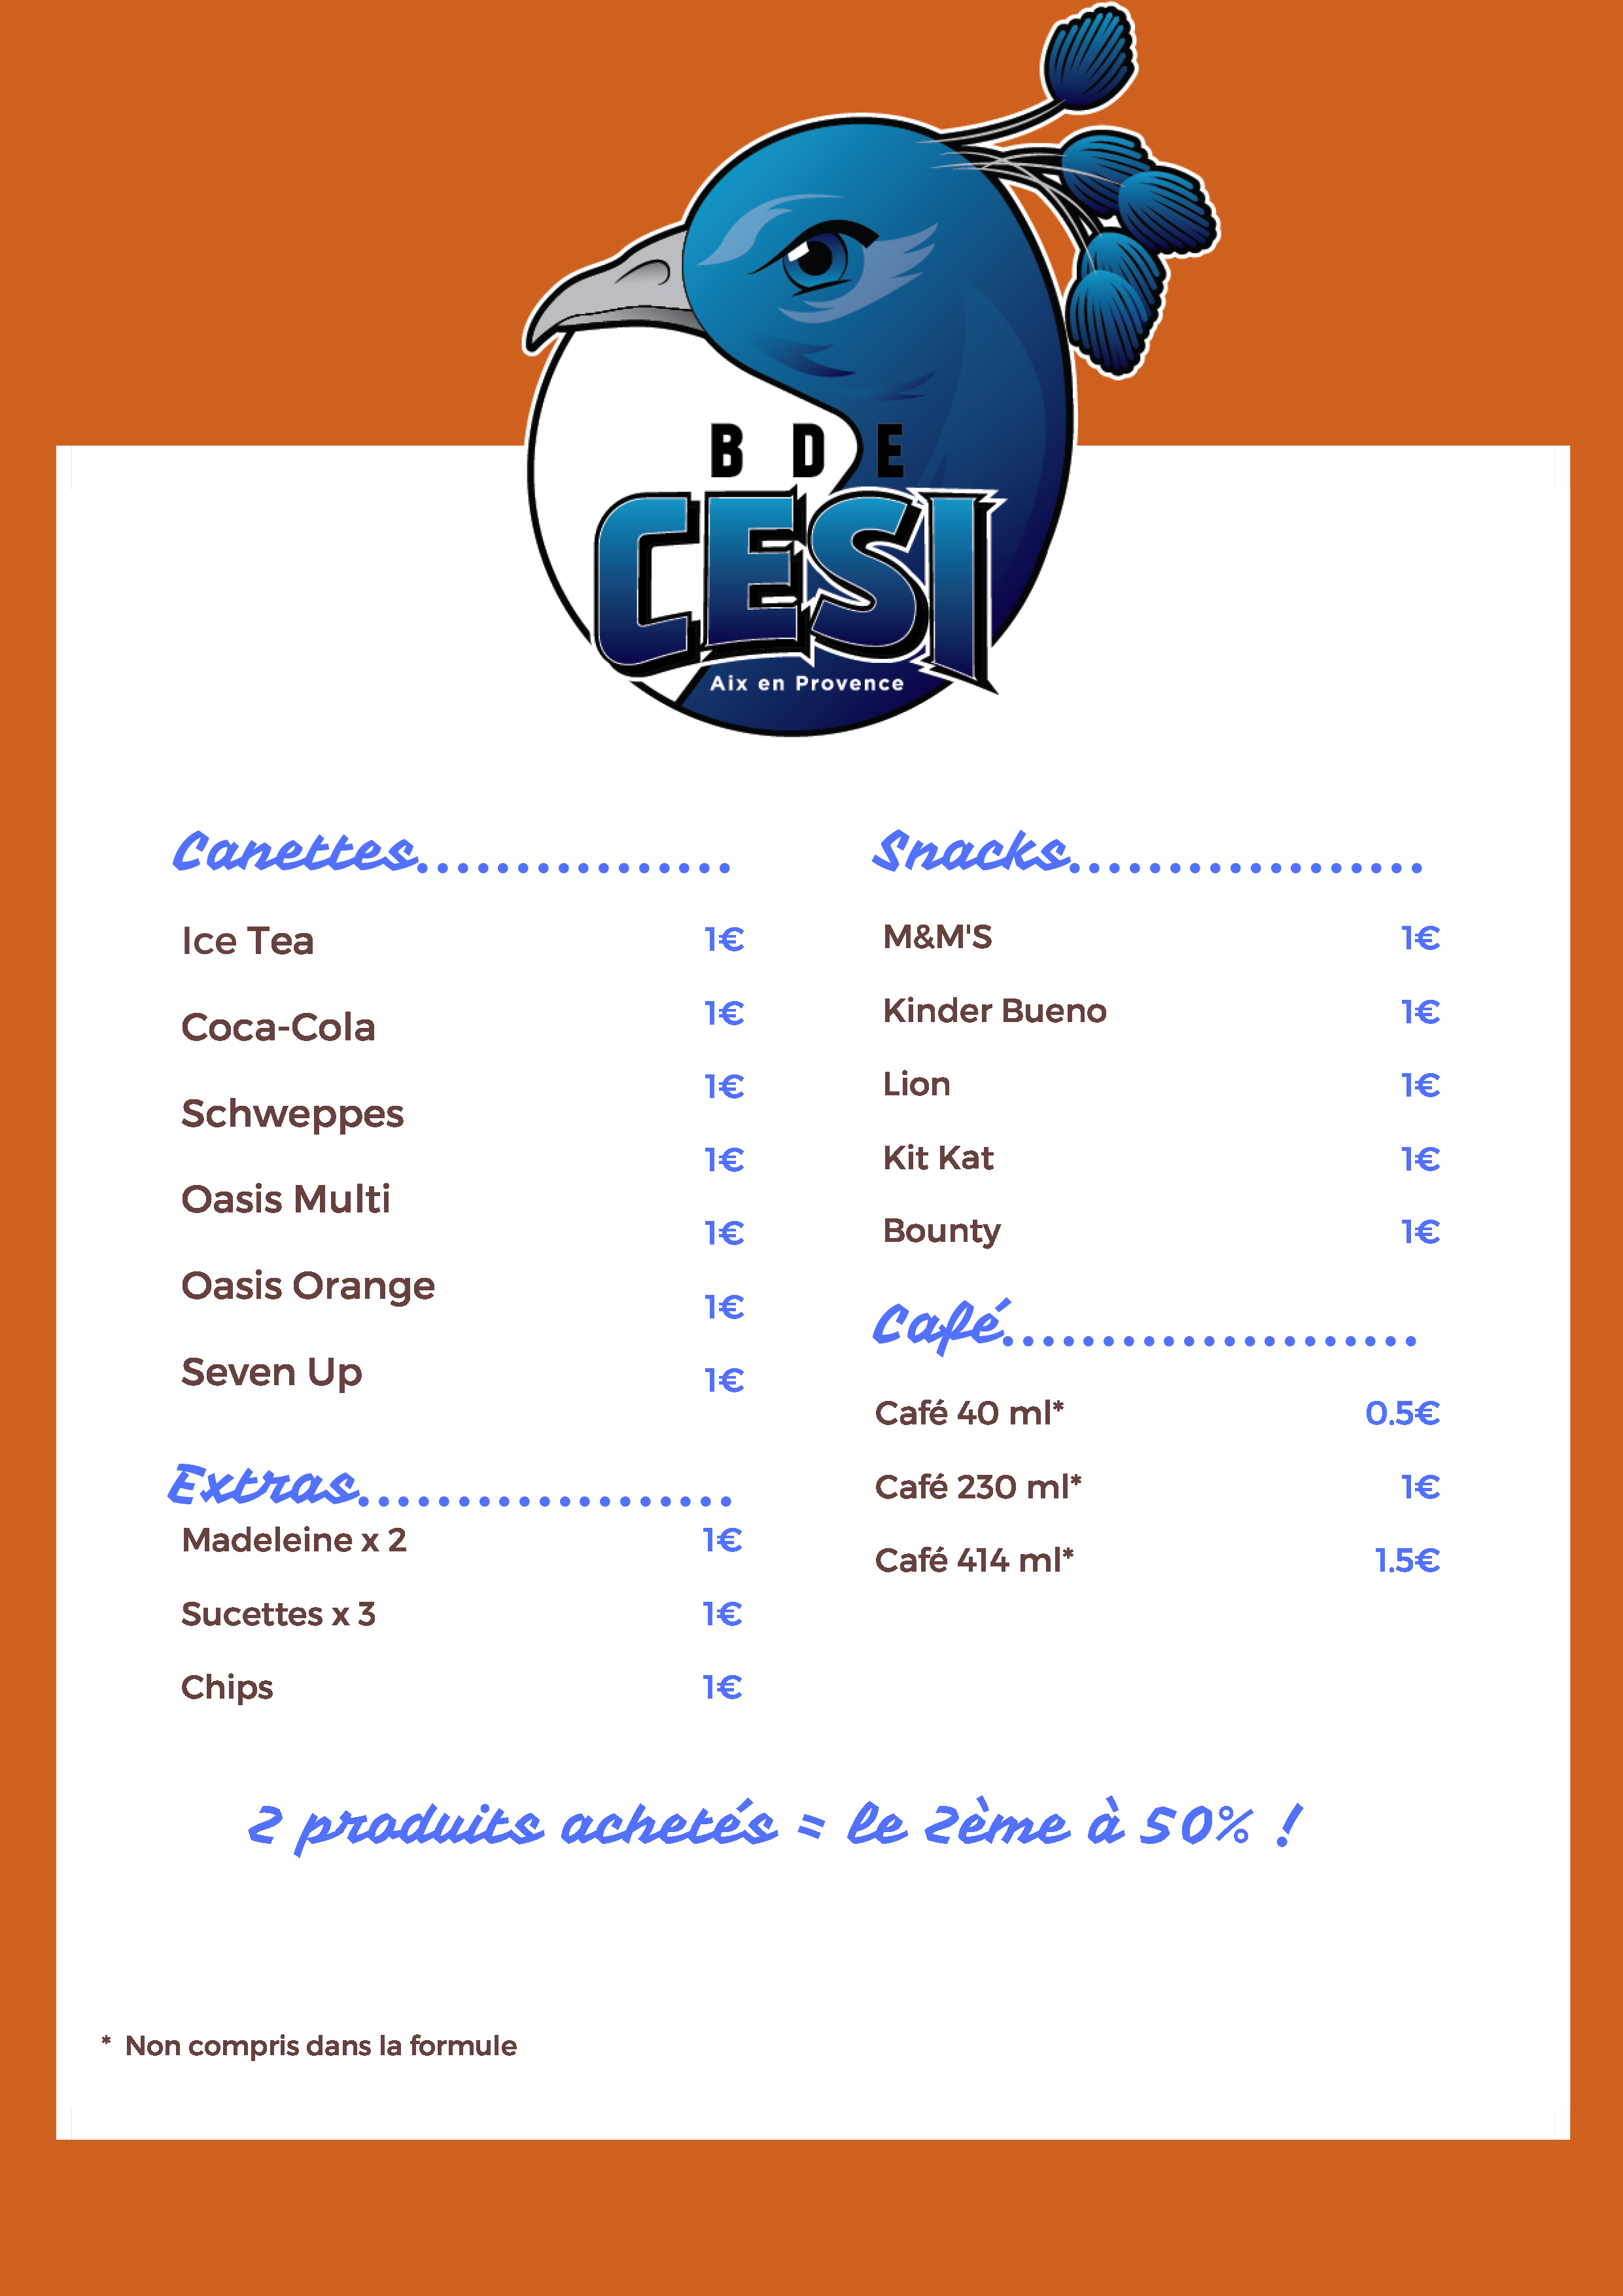 B D E
CESI
Aix en Provence
Canettes................
Ice Tea 1€
Coca-Cola 1€
Schweppes 1€
Oasis Multi 1€
Oasis Orange 1€
1€
Seven Up 1€
Extras...................
Madeleine x 2 1€
Sucettes x 3 1€
Chips 1€
Snacks..................
M&M'S 1€
Kinder Bueno 1€
Lion 1€
Kit Kat 1€
Bounty 1€
Café.....................
Café 40 ml* 0.5€
Café 230 ml* 1€
Café 414 ml* 1.5€
2 produits achetés = le 2ème à 50% !
* Non compris dans la formule